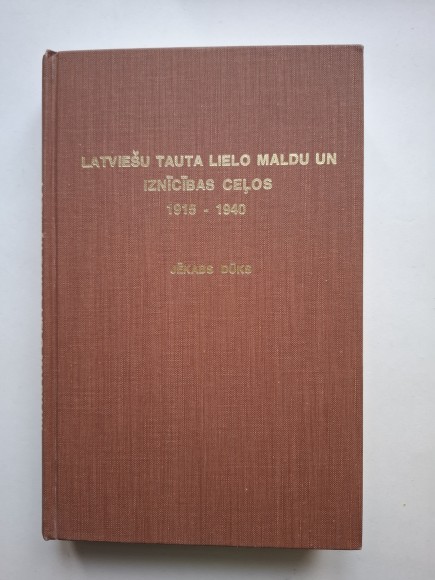 LATVIEŠU TAUTA LIELO MALDU UN
IZNĪCĪBAS CEĻOS
1915 - 1940
JĒKABS DŪKS